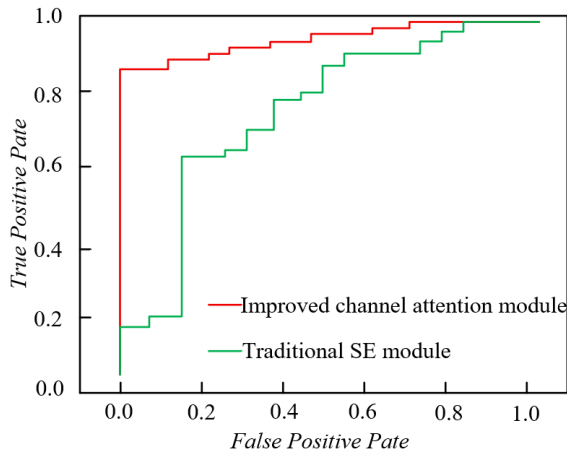 1.0
0.8
0.6
0.4
0.2
0.0
True Positive Pate
Improved channel attention module
Traditional SE module
0.0 0.2 0.4 0.6 0.8 1.0
False Positive Pate